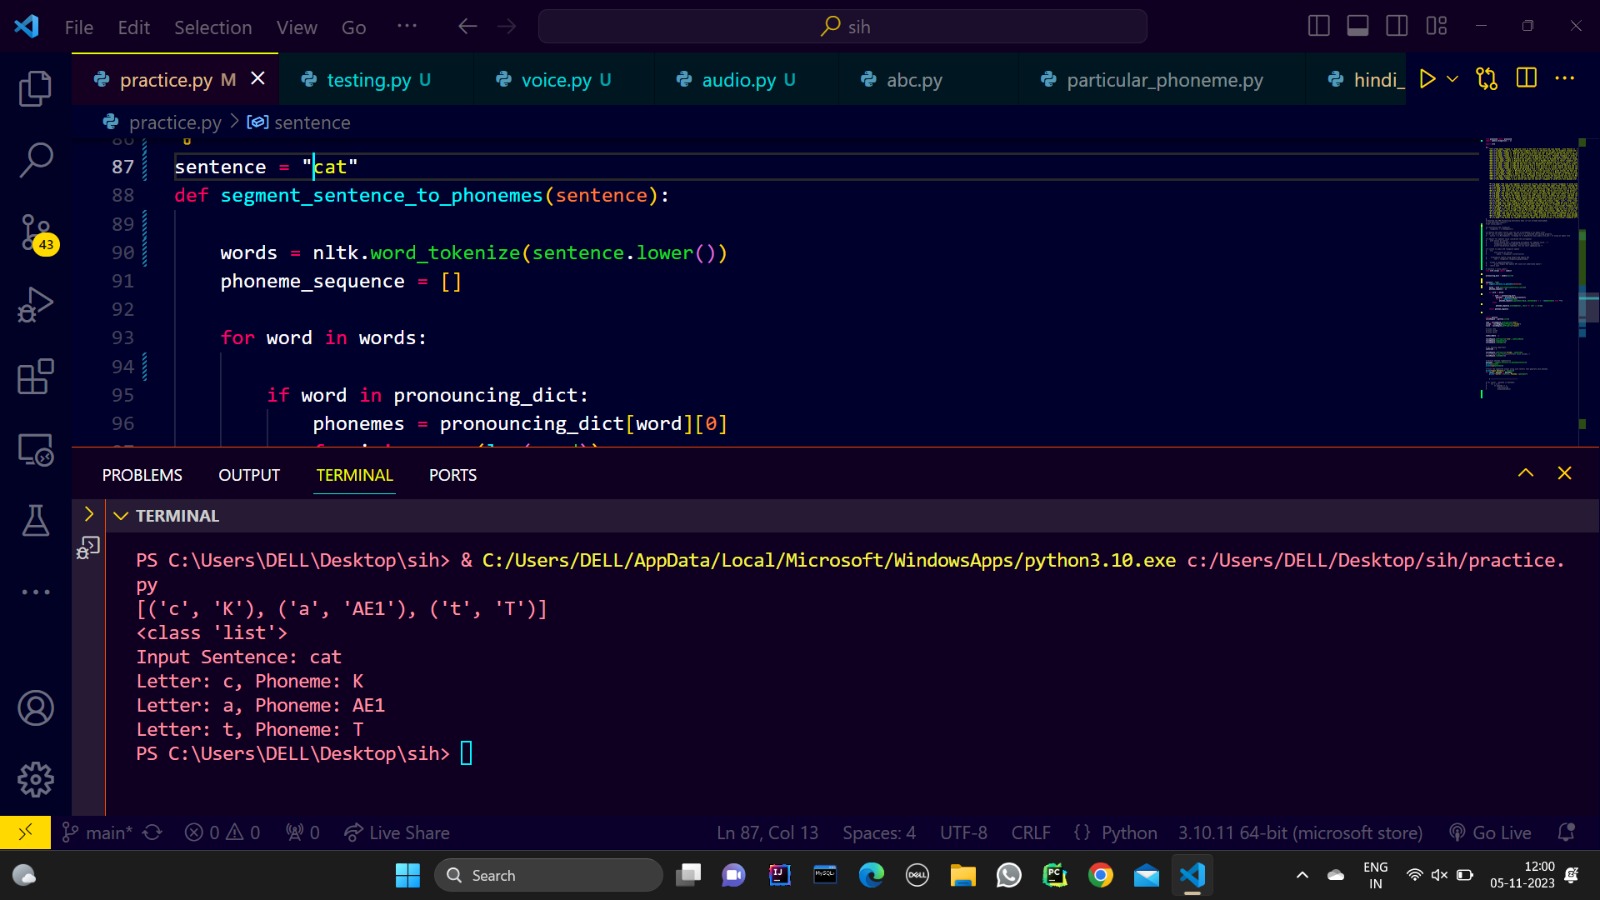 File Edit Selection View Go ··· sih
practice.py M testing.py U voice.py U audio.py U abc.py particular_phoneme.py hindi_
practice.py > sentence
87 sentence = "cat"
88 def segment_sentence_to_phonemes(sentence):
89
90 words = nltk.word_tokenize(sentence.lower())
91 phoneme_sequence = []
92
93 for word in words:
94
95 if word in pronouncing_dict:
96 phonemes = pronouncing_dict[word][0]
43
PROBLEMS OUTPUT TERMINAL PORTS
TERMINAL
PS C:\Users\DELL\Desktop\sih> & C:/Users/DELL/AppData/Local/Microsoft/WindowsApps/python3.10.exe c:/Users/DELL/Desktop/sih/practice.
py
[('c', 'K'), ('a', 'AE1'), ('t', 'T')]
<class 'list'>
Input Sentence: cat
Letter: c, Phoneme: K
Letter: a, Phoneme: AE1
Letter: t, Phoneme: T
PS C:\Users\DELL\Desktop\sih>
main* 0 0 0 Live Share Ln 87, Col 13 Spaces: 4 UTF-8 CRLF {} Python 3.10.11 64-bit (microsoft store) Go Live
Search ENG 12:00
IN 05-11-2023